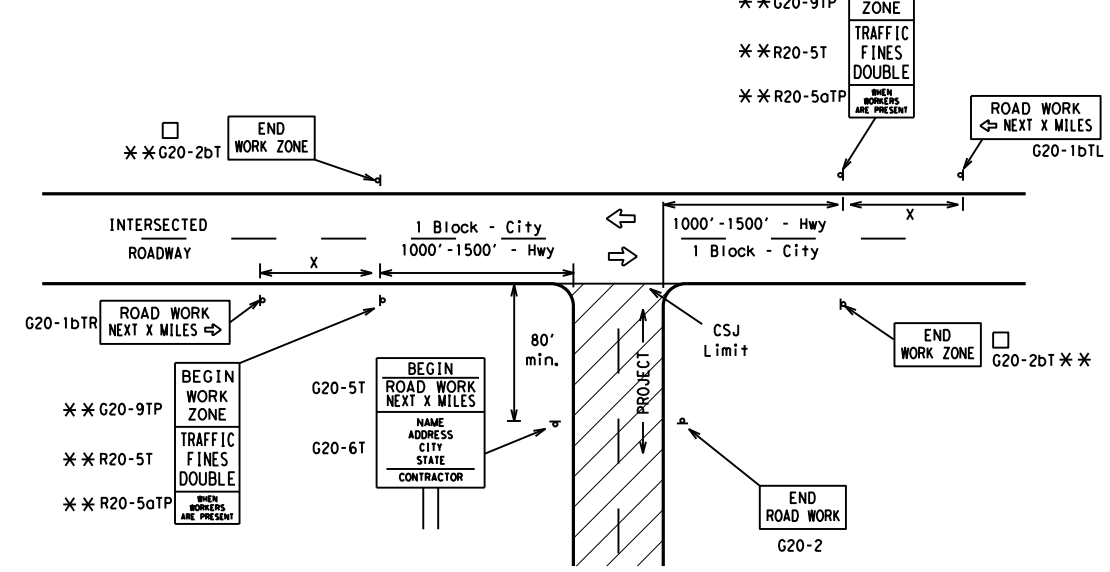 ** G20-9TP
ZONE
TRAFFIC
FINES
DOUBLE
** R20-5T
WHEN
WORKERS
ARE PRESENT
** R20-5aTP
ROAD WORK
⇦ NEXT X MILES
G20-1bTL
END
WORK ZONE
** G20-2bT
INTERSECTED
ROADWAY
1 Block - City
1000'-1500' - Hwy
1000'-1500' - Hwy
1 Block - City
X
X
G20-1bTR
ROAD WORK
NEXT X MILES ⇨
BEGIN
WORK
ZONE
** G20-9TP
TRAFFIC
FINES
DOUBLE
** R20-5T
WHEN
WORKERS
ARE PRESENT
** R20-5aTP
G20-5T
BEGIN
ROAD WORK
NEXT X MILES
G20-6T
NAME
ADDRESS
CITY
STATE
CONTRACTOR
80'
min.
PROJECT
CSJ
Limit
END
WORK ZONE
G20-2bT **
END
ROAD WORK
G20-2